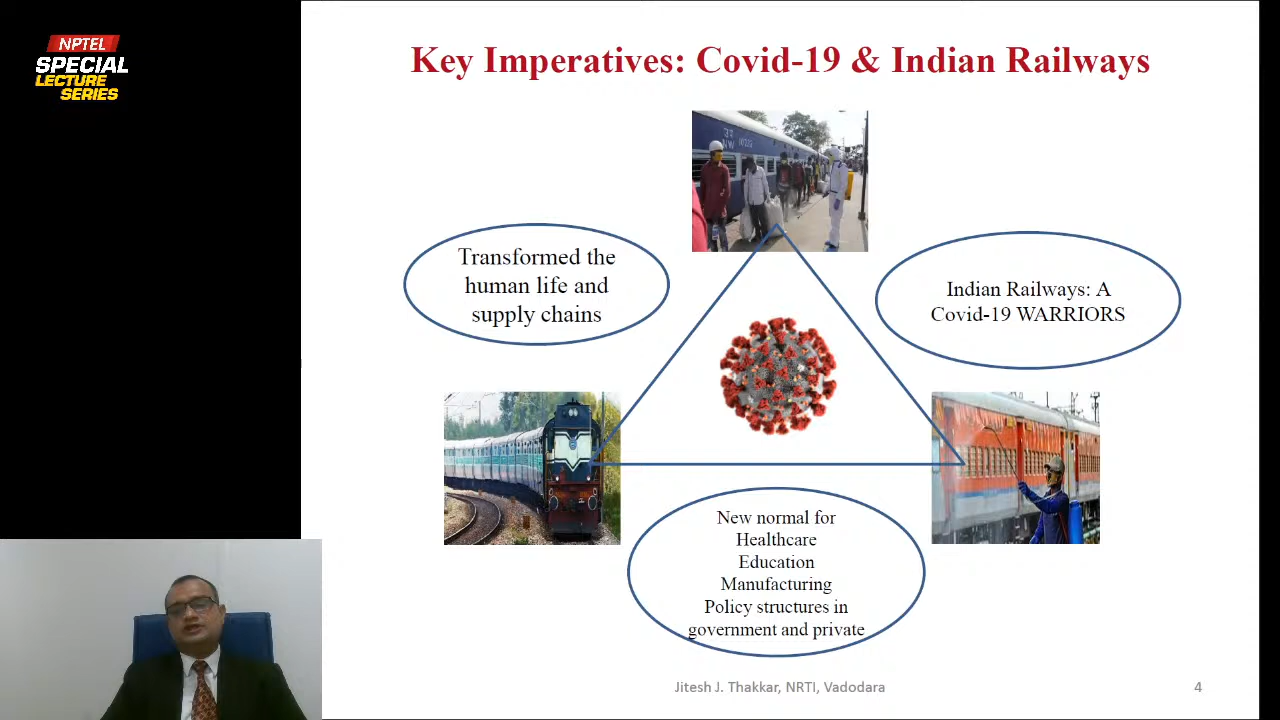 NPTEL
SPECIAL
LECTURE
SERIES
Key Imperatives: Covid-19 & Indian Railways
Transformed the
human life and
supply chains
Indian Railways: A
Covid-19 WARRIORS
New normal for
Healthcare
Education
Manufacturing
Policy structures in
government and private
Jitesh J. Thakkar, NRTI, Vadodara
4